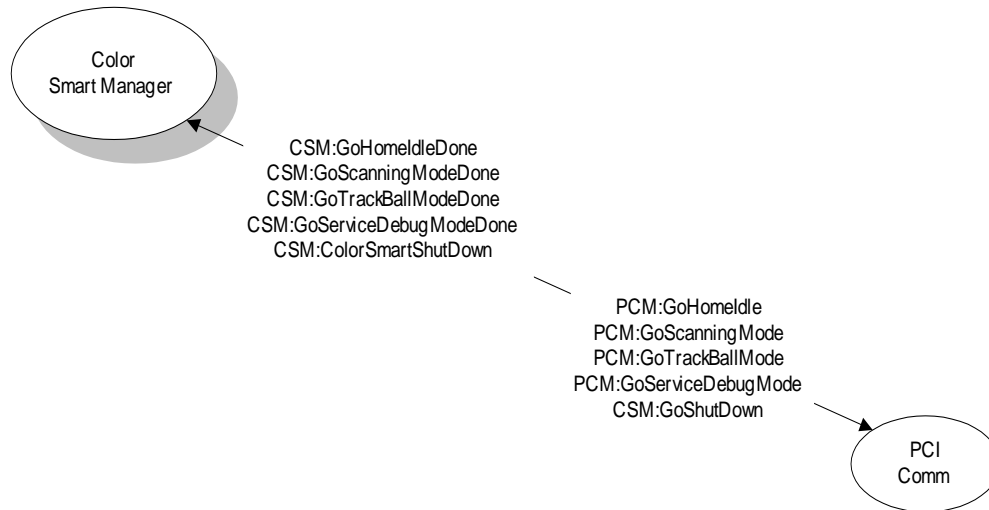 Color
Smart Manager
CSM:GoHomeIdleDone
CSM:GoScanningModeDone
CSM:GoTrackBallModeDone
CSM:GoServiceDebugModeDone
CSM:ColorSmartShutDown
PCM:GoHomeIdle
PCM:GoScanningMode
PCM:GoTrackBallMode
PCM:GoServiceDebugMode
CSM:GoShutDown
PCI
Comm